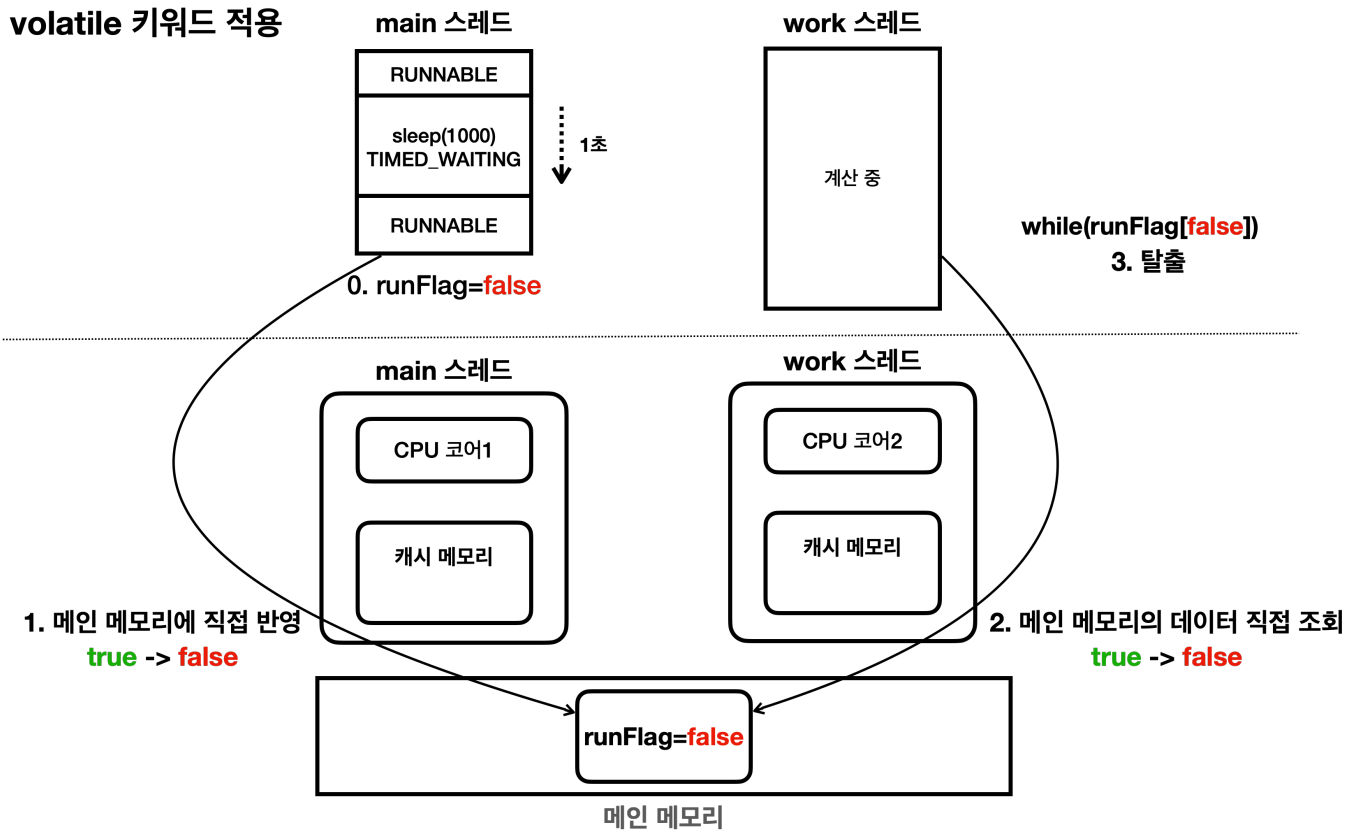 volatile 키워드 적용
main 스레드
work 스레드
RUNNABLE
sleep(1000)
TIMED_WAITING
1초
RUNNABLE
계산 중
while(runFlag[false])
3. 탈출
0. runFlag=false
main 스레드
work 스레드
CPU 코어1
CPU 코어2
캐시 메모리
캐시 메모리
1. 메인 메모리에 직접 반영
true -> false
2. 메인 메모리의 데이터 직접 조회
true -> false
runFlag=false
메인 메모리